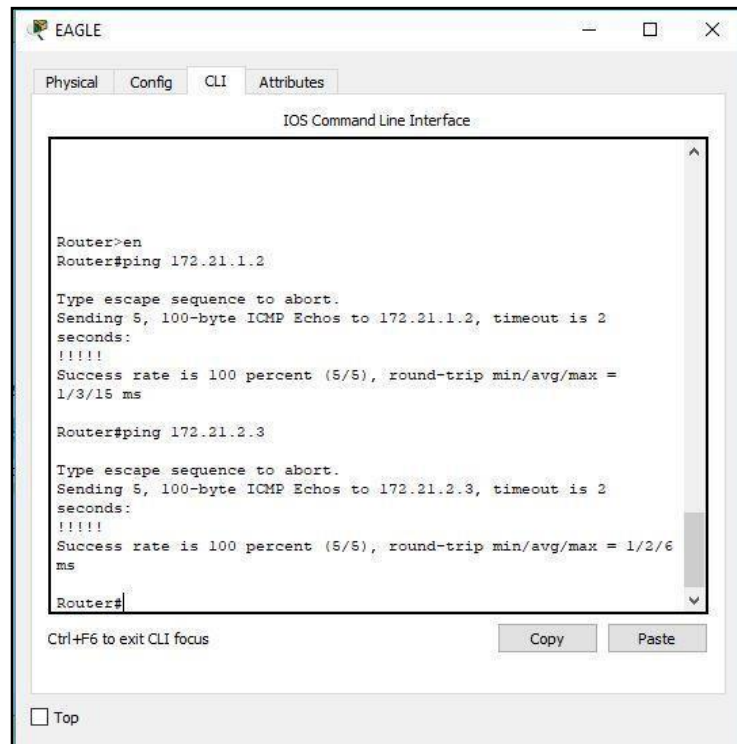 EAGLE
Physical Config CLI Attributes
IOS Command Line Interface
Router>en
Router#ping 172.21.1.2
Type escape sequence to abort.
Sending 5, 100-byte ICMP Echos to 172.21.1.2, timeout is 2
seconds:
!!!!!
Success rate is 100 percent (5/5), round-trip min/avg/max =
1/3/15 ms
Router#ping 172.21.2.3
Type escape sequence to abort.
Sending 5, 100-byte ICMP Echos to 172.21.2.3, timeout is 2
seconds:
!!!!!
Success rate is 100 percent (5/5), round-trip min/avg/max = 1/2/6
ms
Router#
Ctrl+F6 to exit CLI focus Copy Paste
Top